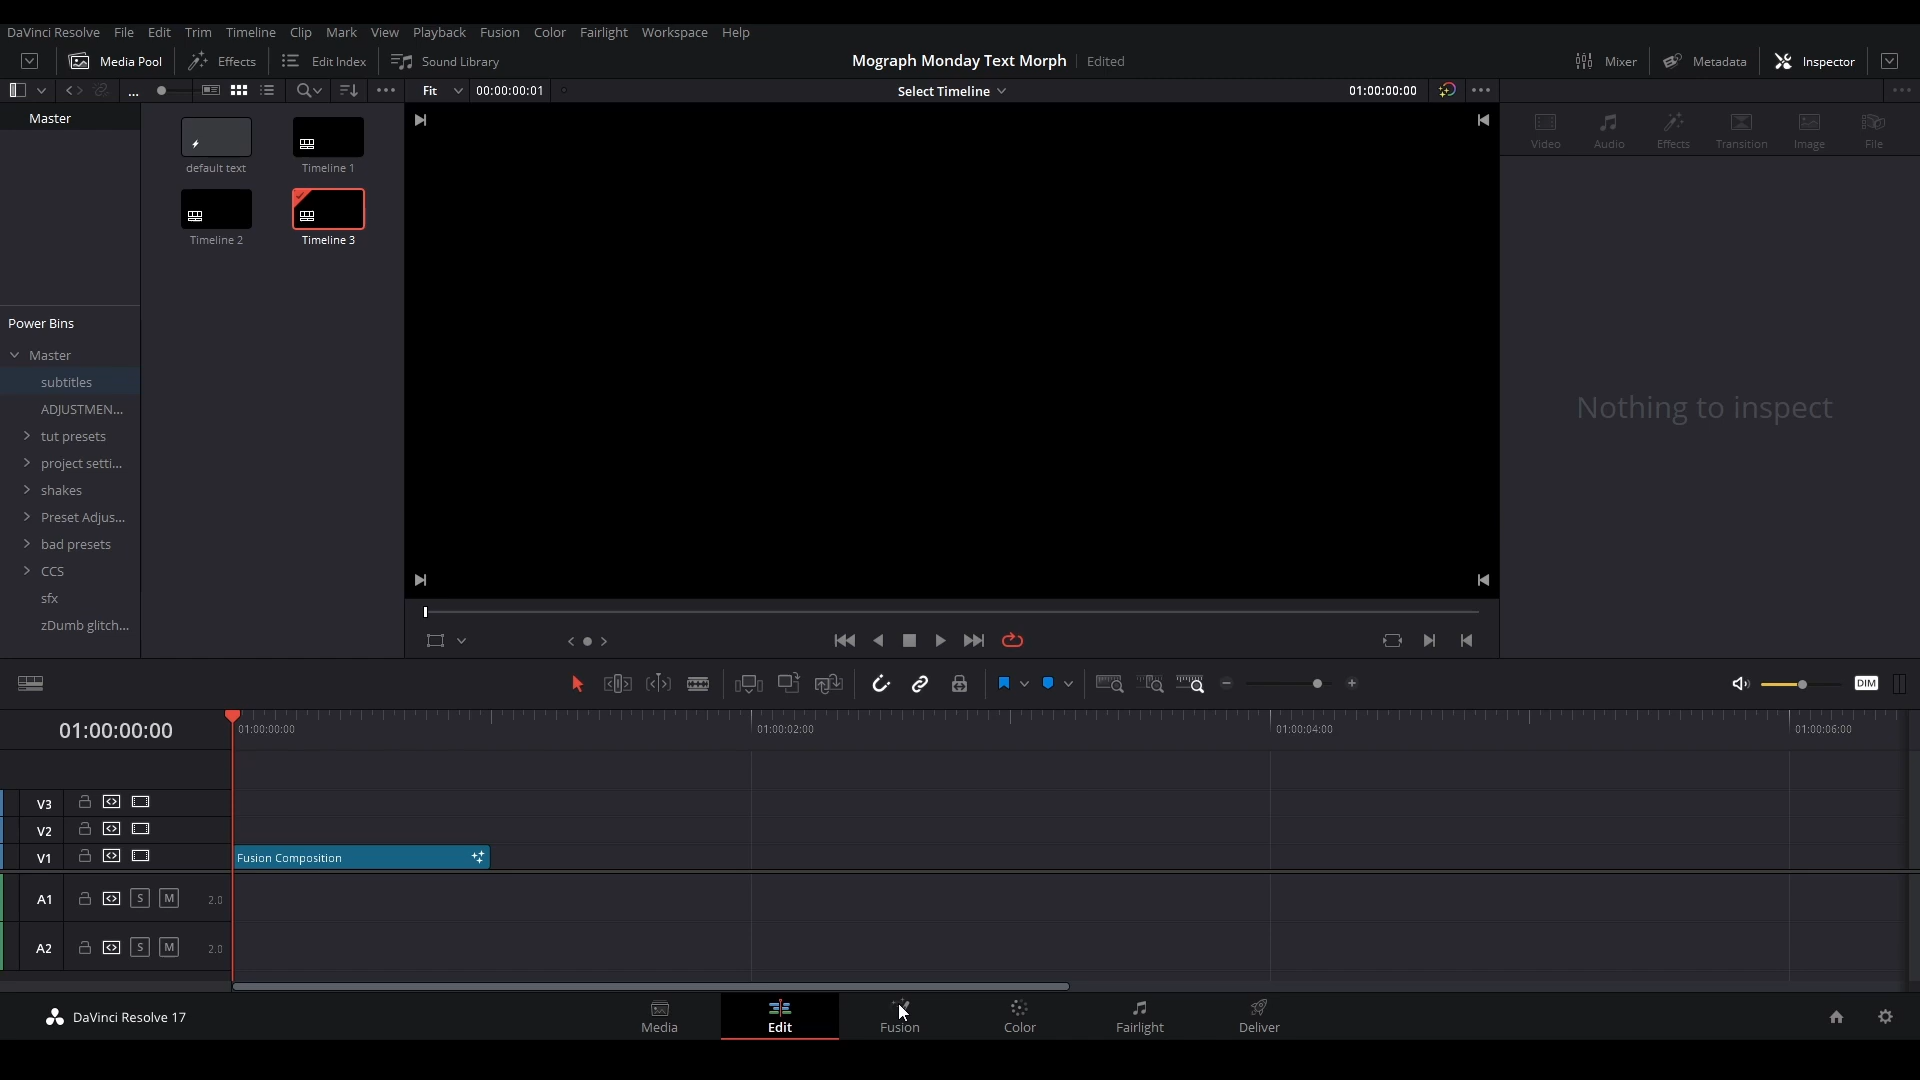 DaVinci Resolve File Edit Trim Timeline Clip Mark View Playback Fusion Color Fairlight Workspace Help
Media Pool Effects Edit Index Sound Library Mograph Monday Text Morph Edited Mixer Metadata Inspector
... Fit 00:00:00:01 Select Timeline 01:00:00:00
Master
default text Timeline 1
Timeline 2 Timeline 3
Video Audio Effects Transition Image File
Nothing to inspect
Power Bins
Master
subtitles
ADJUSTMEN...
tut presets
project setti...
shakes
Preset Adjus...
bad presets
CCS
sfx
zDumb glitch...
DIM
01:00:00:00 01:00:00:00 01:00:02:00 01:00:04:00 01:00:06:00
V3
V2
V1 Fusion Composition
A1 S M 2.0
A2 S M 2.0
DaVinci Resolve 17 Media Edit Fusion Color Fairlight Deliver